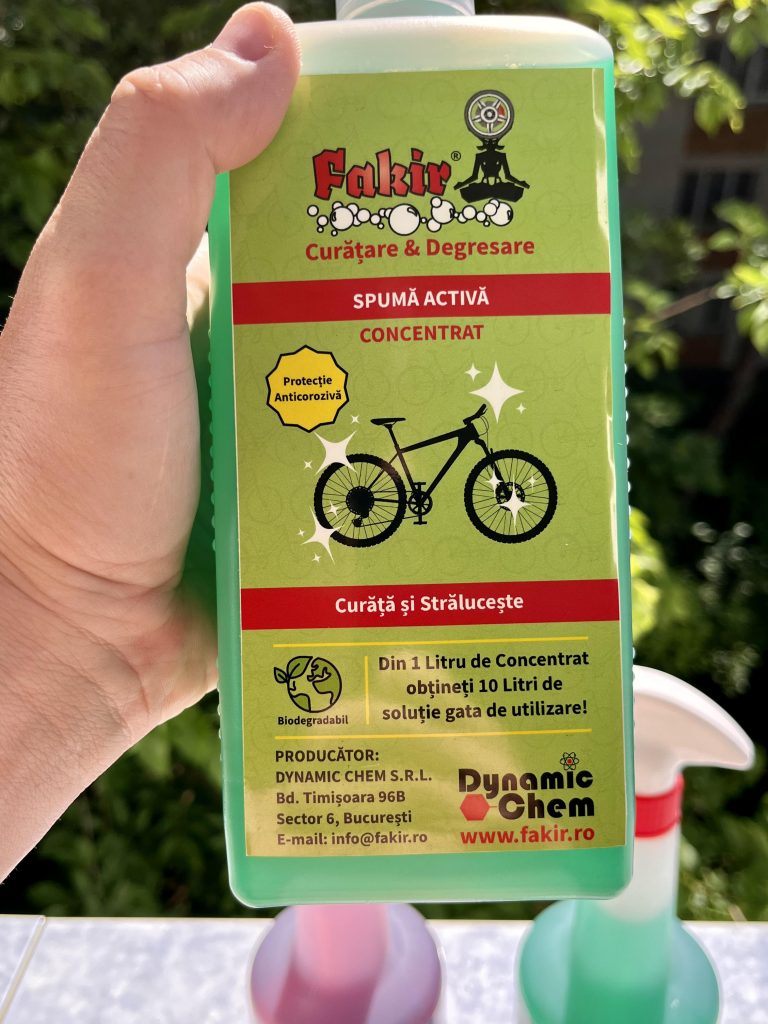 Fakir®
Curățare & Degresare
SPUMĂ ACTIVĂ
CONCENTRAT
Protecție
Anticorozivă
Curăță și Strălucește
Din 1 Litru de Concentrat
obțineți 10 Litri de
soluție gata de utilizare!
Biodegradabil
PRODUCĂTOR:
DYNAMIC CHEM S.R.L.
Bd. Timișoara 96B
Sector 6, București
E-mail: info@fakir.ro
Dynamic
Chem
www.fakir.ro